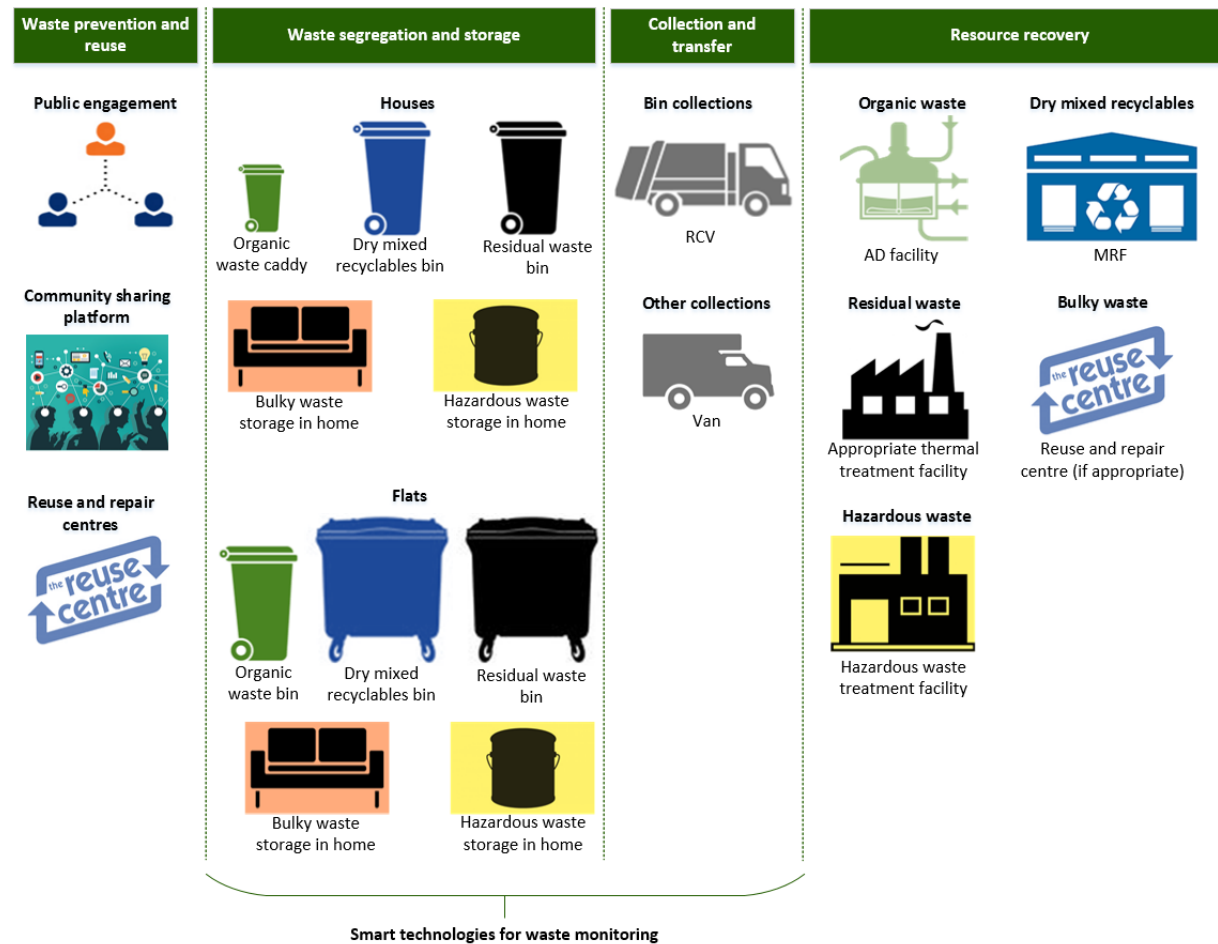 Waste prevention and
reuse
Waste segregation and storage
Collection and
transfer
Resource recovery
Public engagement
Community sharing
platform
Reuse and repair
centres
the reuse
centre
Houses
Organic
waste caddy
Dry mixed
recyclables bin
Residual waste
bin
Bulky waste
storage in home
Hazardous waste
storage in home
Flats
Organic
waste bin
Dry mixed
recyclables bin
Residual waste
bin
Bulky waste
storage in home
Hazardous waste
storage in home
Bin collections
RCV
Other collections
Van
Organic waste
AD facility
Dry mixed recyclables
MRF
Residual waste
Appropriate thermal
treatment facility
Bulky waste
the reuse
centre
Reuse and repair
centre (if appropriate)
Hazardous waste
Hazardous waste
treatment facility
Smart technologies for waste monitoring